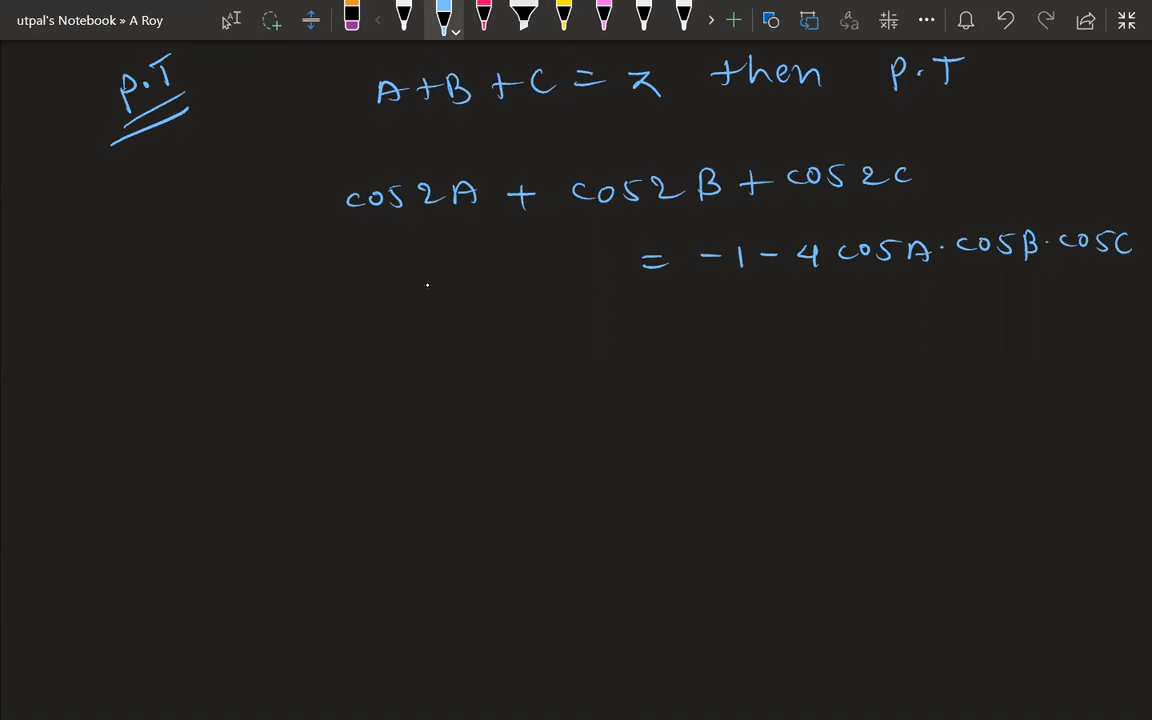 utpal's Notebook » A Roy
P.T A+B+C = π then P.T
cos2A + cos2B + cos2C
= -1 - 4 cosA · cosB · cosC